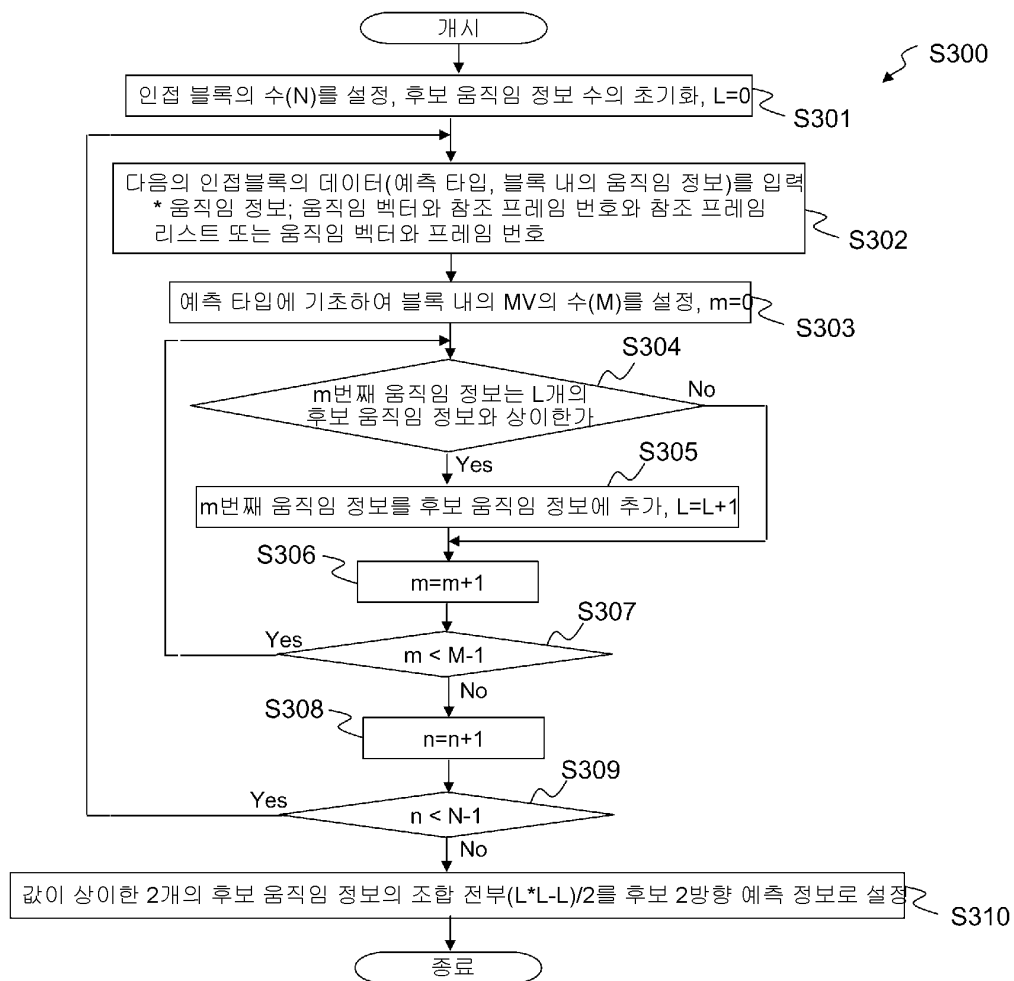 개시
S300
인접 블록의 수(N)를 설정, 후보 움직임 정보 수의 초기화, L=0
S301
다음의 인접블록의 데이터(예측 타입, 블록 내의 움직임 정보)를 입력
* 움직임 정보; 움직임 벡터와 참조 프레임 번호와 참조 프레임
리스트 또는 움직임 벡터와 프레임 번호
S302
예측 타입에 기초하여 블록 내의 MV의 수(M)를 설정, m=0
S303
S304
m번째 움직임 정보는 L개의
후보 움직임 정보와 상이한가
No
Yes
S305
m번째 움직임 정보를 후보 움직임 정보에 추가, L=L+1
S306
m=m+1
S307
Yes
m < M-1
No
S308
n=n+1
S309
Yes
n < N-1
No
값이 상이한 2개의 후보 움직임 정보의 조합 전부(L*L-L)/2를 후보 2방향 예측 정보로 설정
S310
종료